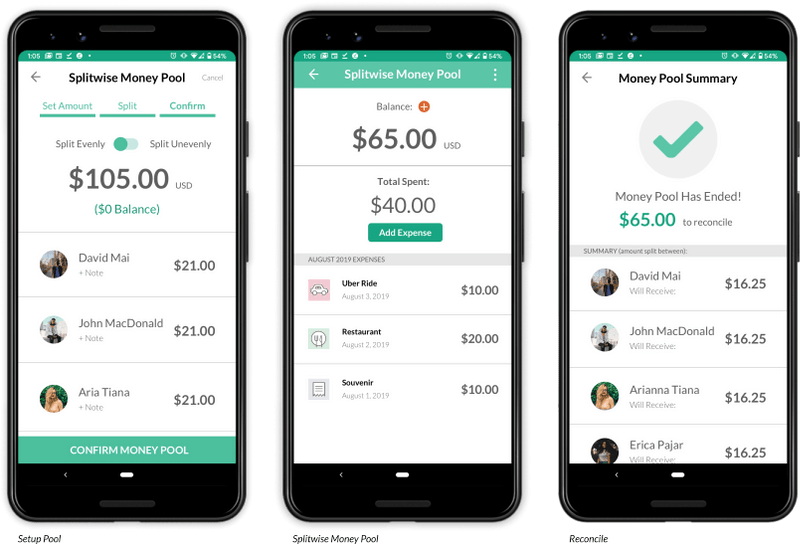 1:05
54%
Splitwise Money Pool
Cancel
Set Amount
Split
Confirm
Split Evenly
Split Unevenly
$105.00 USD
($0 Balance)
David Mai
+ Note
$21.00
John MacDonald
+ Note
$21.00
Aria Tiana
+ Note
$21.00
CONFIRM MONEY POOL
Setup Pool
1:05
54%
Splitwise Money Pool
Balance:
$65.00 USD
Total Spent:
$40.00
Add Expense
AUGUST 2019 EXPENSES
Uber Ride
August 3, 2019
$10.00
Restaurant
August 2, 2019
$20.00
Souvenir
August 1, 2019
$10.00
Splitwise Money Pool
1:05
54%
Money Pool Summary
Money Pool Has Ended!
$65.00 to reconcile
SUMMARY (amount split between):
David Mai
Will Receive:
$16.25
John MacDonald
Will Receive:
$16.25
Arianna Tiana
Will Receive:
$16.25
Erica Pajar
Will Receive:
$16.25
Reconcile